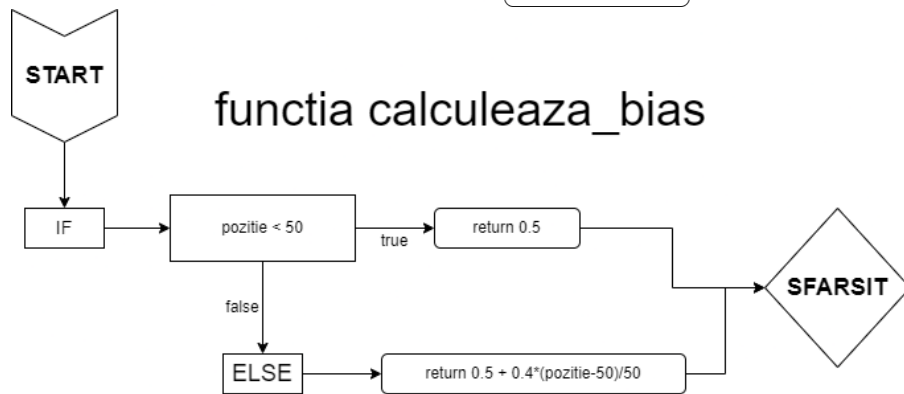 START
functia calculeaza_bias
IF
pozitie < 50
true
return 0.5
SFARSIT
false
ELSE
return 0.5 + 0.4*(pozitie-50)/50